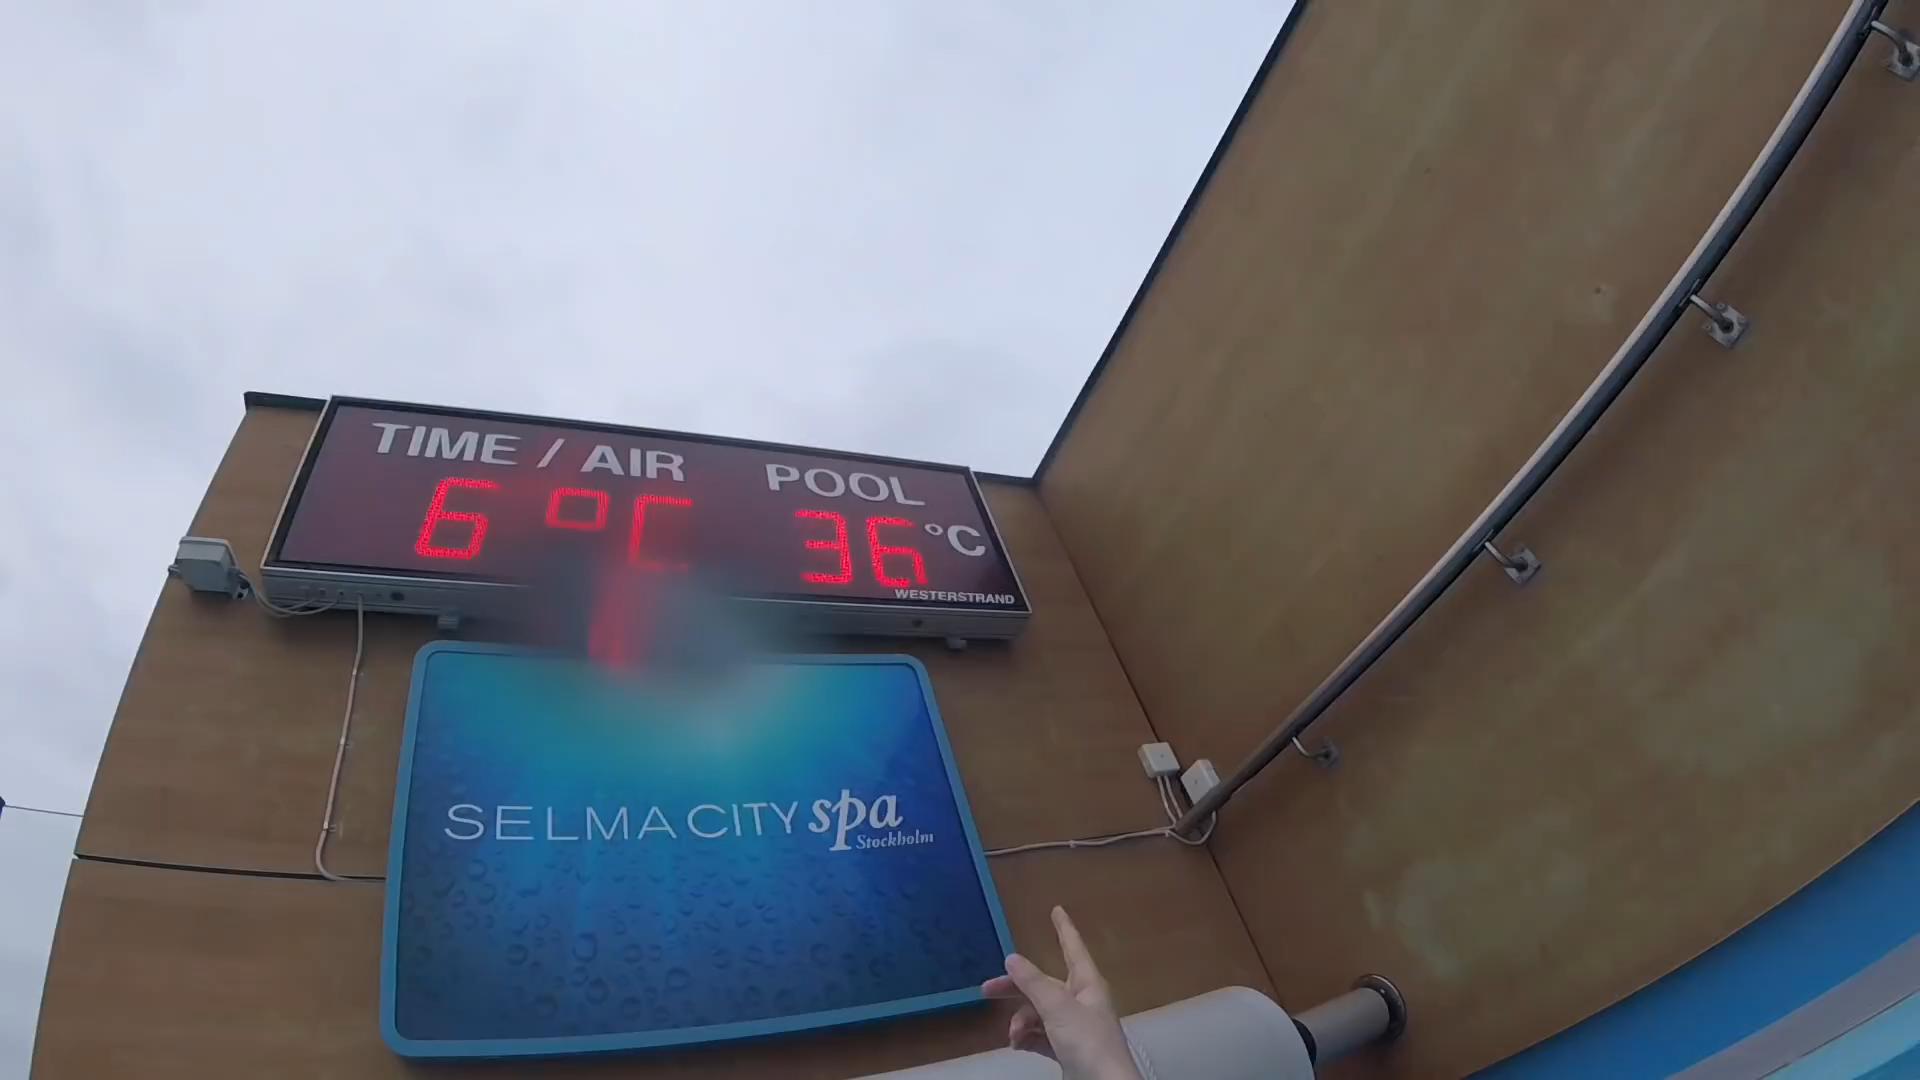 TIME / AIR POOL
6 °C 36 °C
WESTERSTRAND
SELMA CITY spa
Stockholm